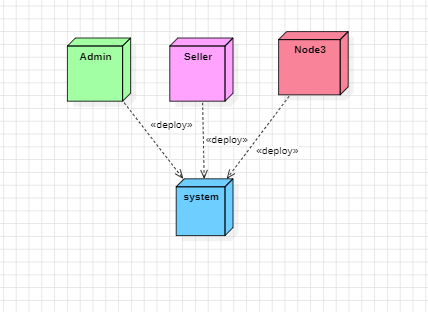 Admin
Seller
Node3
«deploy»
«deploy»
«deploy»
system